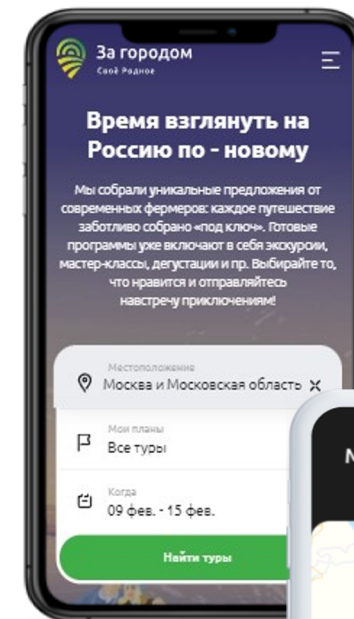 За городом
Своё Родное
Время взглянуть на
Россию по - новому
Мы собрали уникальные предложения от
современных фермеров: каждое путешествие
заботливо собрано «под ключ». Готовые
программы уже включают в себя экскурсии,
мастер-классы, дегустации и пр. Выбирайте то,
что нравится и отправляйтесь
навстречу приключениям!
Местоположение
Москва и Московская область
Мои планы
Все туры
Когда
09 фев. - 15 фев.
Найти туры